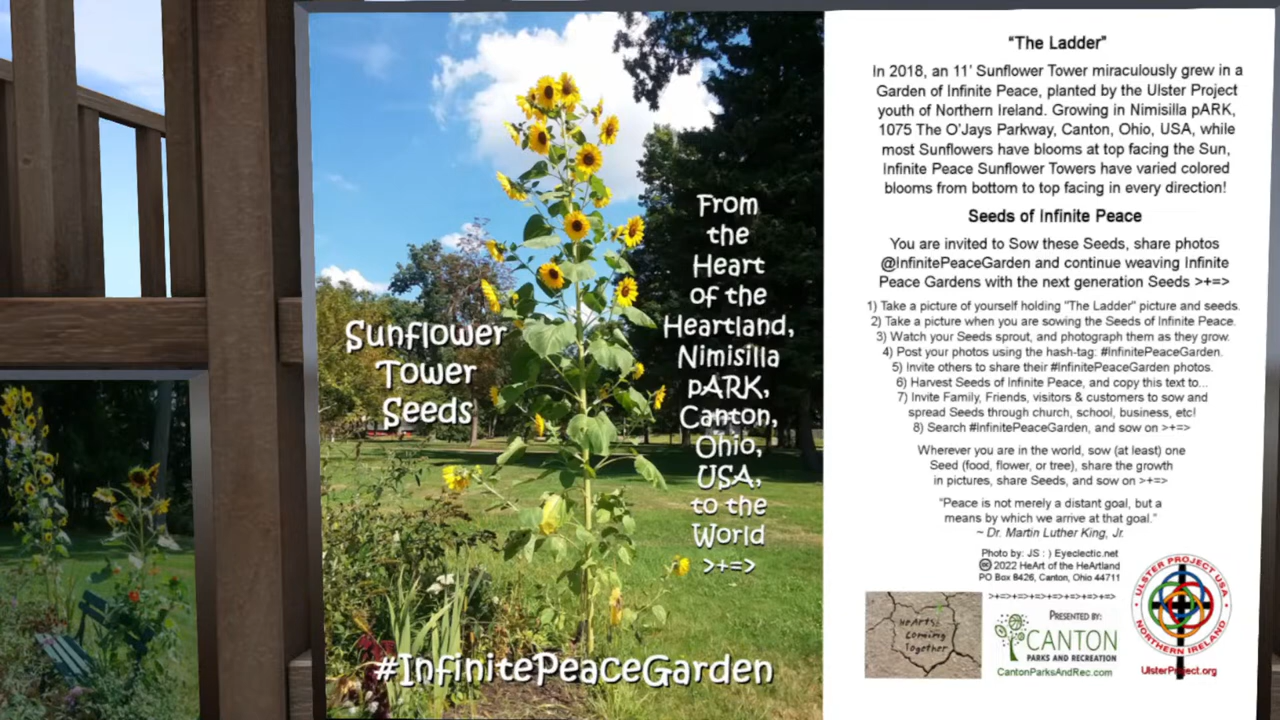 Sunflower
Tower
Seeds
From
the
Heart
of the
Heartland,
Nimisilla
pARK,
Canton,
Ohio,
USA,
to the
World
>+=>
#InfinitePeaceGarden
“The Ladder”
In 2018, an 11’ Sunflower Tower miraculously grew in a
Garden of Infinite Peace, planted by the Ulster Project
youth of Northern Ireland. Growing in Nimisilla pARK,
1075 The O’Jays Parkway, Canton, Ohio, USA, while
most Sunflowers have blooms at top facing the Sun,
Infinite Peace Sunflower Towers have varied colored
blooms from bottom to top facing in every direction!
Seeds of Infinite Peace
You are invited to Sow these Seeds, share photos
@InfinitePeaceGarden and continue weaving Infinite
Peace Gardens with the next generation Seeds >+=>
1) Take a picture of yourself holding "The Ladder" picture and seeds.
2) Take a picture when you are sowing the Seeds of Infinite Peace.
3) Watch your Seeds sprout, and photograph them as they grow.
4) Post your photos using the hash-tag: #InfinitePeaceGarden.
5) Invite others to share their #InfinitePeaceGarden photos.
6) Harvest Seeds of Infinite Peace, and copy this text to...
7) Invite Family, Friends, visitors & customers to sow and
spread Seeds through church, school, business, etc!
8) Search #InfinitePeaceGarden, and sow on >+=>
Wherever you are in the world, sow (at least) one
Seed (food, flower, or tree), share the growth
in pictures, share Seeds, and sow on >+=>
“Peace is not merely a distant goal, but a
means by which we arrive at that goal.”
~ Dr. Martin Luther King, Jr.
Photo by: JS : ) Eyeclectic.net
(cc) 2022 HeArt of the HeArtland
PO Box 8426, Canton, Ohio 44711
>+=>+=>+=>+=>+=>+=>+=>+=>
HeArts
Coming
Together
PRESENTED BY:
CANTON
PARKS AND RECREATION
CantonParksAndRec.com
ULSTER PROJECT USA
NORTHERN IRELAND
UlsterProject.org